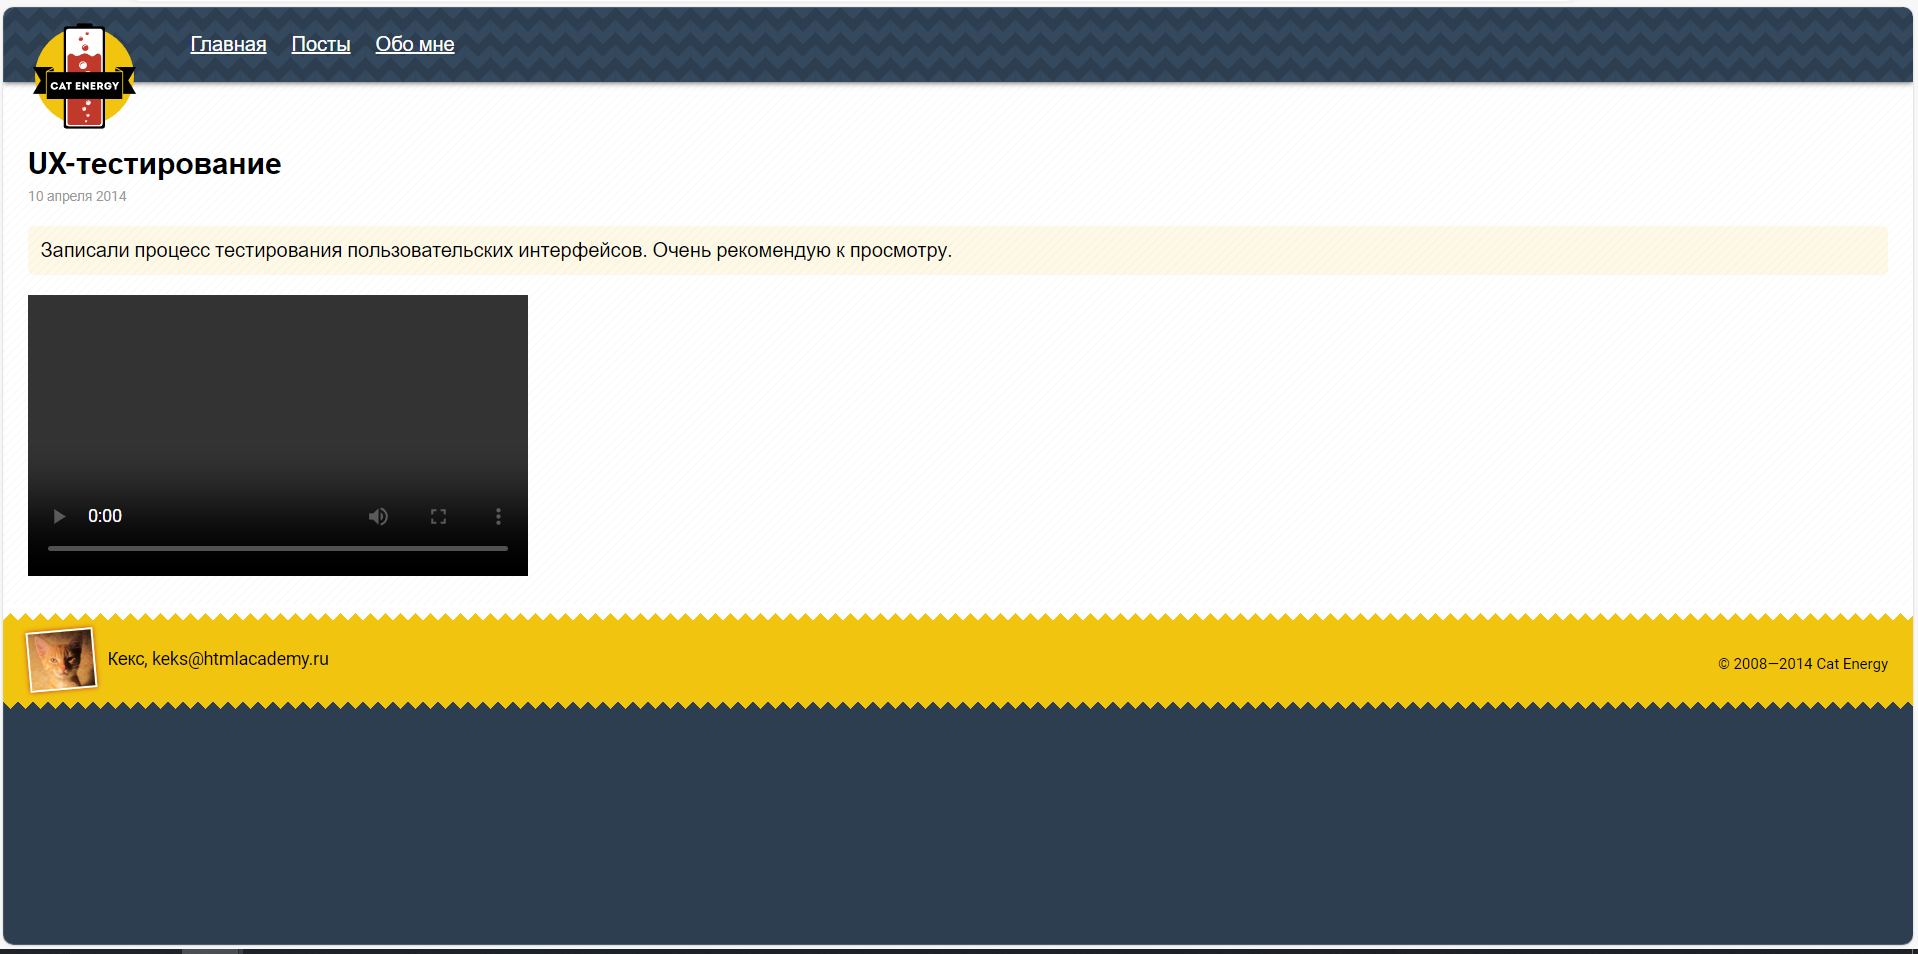 CAT ENERGY
Главная Посты Обо мне
UX-тестирование
10 апреля 2014
Записали процесс тестирования пользовательских интерфейсов. Очень рекомендую к просмотру.
0:00
Кекс, keks@htmlacademy.ru
© 2008—2014 Cat Energy